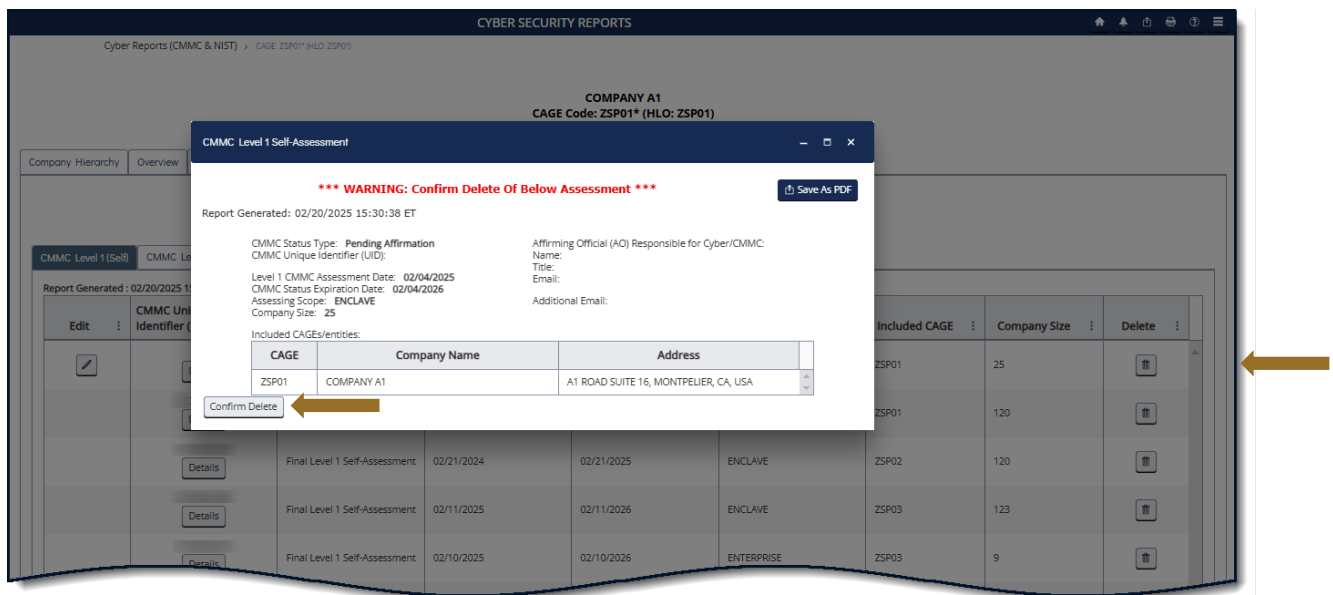 CYBER SECURITY REPORTS
Cyber Reports (CMMC & NIST) > CAGE: ZSP01* (HLO: ZSP01)
COMPANY A1
CAGE Code: ZSP01* (HLO: ZSP01)
Company Hierarchy Overview
CMMC Level 1 Self-Assessment
*** WARNING: Confirm Delete Of Below Assessment ***
Save As PDF
Report Generated: 02/20/2025 15:30:38 ET
CMMC Status Type: Pending Affirmation
CMMC Unique Identifier (UID):
Level 1 CMMC Assessment Date: 02/04/2025
CMMC Status Expiration Date: 02/04/2026
Assessing Scope: ENCLAVE
Company Size: 25
Affirming Official (AO) Responsible for Cyber/CMMC:
Name:
Title:
Email:
Additional Email:
Included CAGEs/entities:
CAGE Company Name Address
ZSP01 COMPANY A1 A1 ROAD SUITE 16, MONTPELIER, CA, USA
Confirm Delete
CMMC Level 1 (Self) CMMC Le
Report Generated : 02/20/2025 1
Edit CMMC Uni Included CAGE Company Size Delete
Identifier (
ZSP01 25
ZSP01 120
Details Final Level 1 Self-Assessment 02/21/2024 02/21/2025 ENCLAVE ZSP02 120
Details Final Level 1 Self-Assessment 02/11/2025 02/11/2026 ENCLAVE ZSP03 123
Details Final Level 1 Self-Assessment 02/10/2025 02/10/2026 ENTERPRISE ZSP03 9